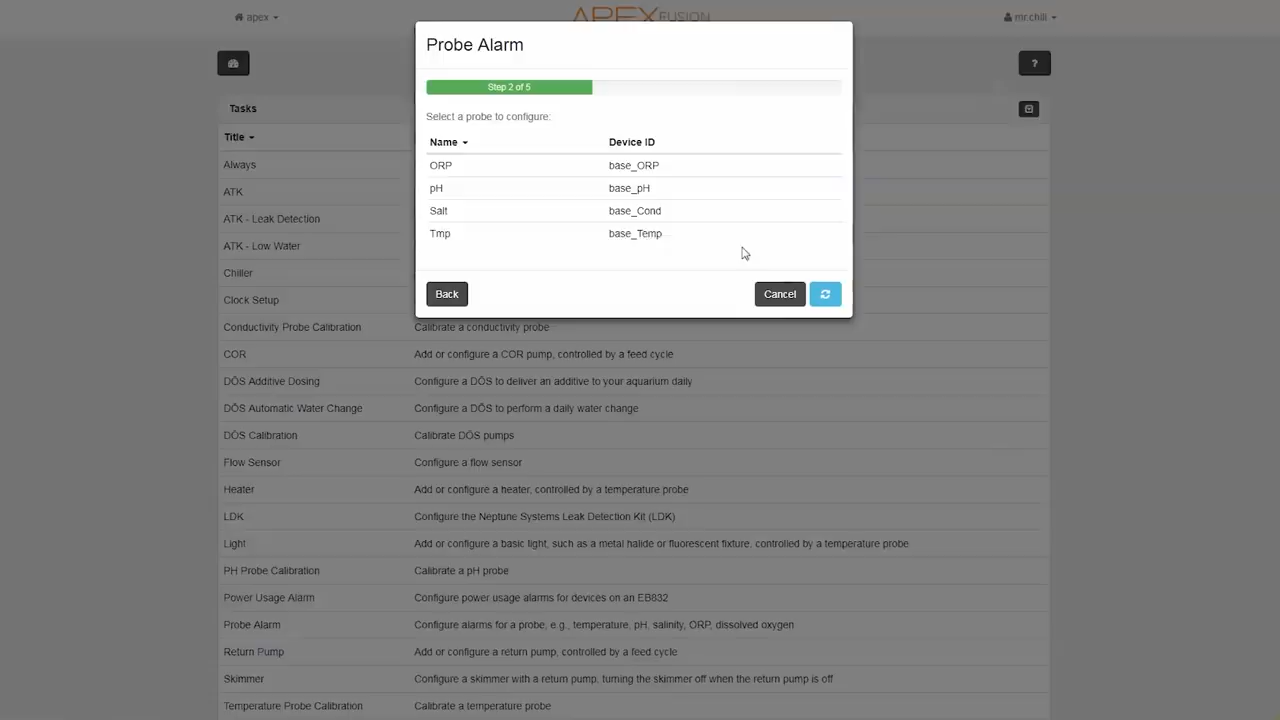 apex
APEX FUSION
mr.chili
Probe Alarm
Step 2 of 5
Select a probe to configure:
Name Device ID
ORP base_ORP
pH base_pH
Salt base_Cond
Tmp base_Temp
Back Cancel
?
Tasks
Title
Always
ATK
ATK - Leak Detection
ATK - Low Water
Chiller
Clock Setup
Conductivity Probe Calibration Calibrate a conductivity probe
COR Add or configure a COR pump, controlled by a feed cycle
DŌS Additive Dosing Configure a DŌS to deliver an additive to your aquarium daily
DŌS Automatic Water Change Configure a DŌS to perform a daily water change
DŌS Calibration Calibrate DŌS pumps
Flow Sensor Configure a flow sensor
Heater Add or configure a heater, controlled by a temperature probe
LDK Configure the Neptune Systems Leak Detection Kit (LDK)
Light Add or configure a basic light, such as a metal halide or fluorescent fixture, controlled by a temperature probe
PH Probe Calibration Calibrate a pH probe
Power Usage Alarm Configure power usage alarms for devices on an EB832
Probe Alarm Configure alarms for a probe, e.g., temperature, pH, salinity, ORP, dissolved oxygen
Return Pump Add or configure a return pump, controlled by a feed cycle
Skimmer Configure a skimmer with a return pump, turning the skimmer off when the return pump is off
Temperature Probe Calibration Calibrate a temperature probe